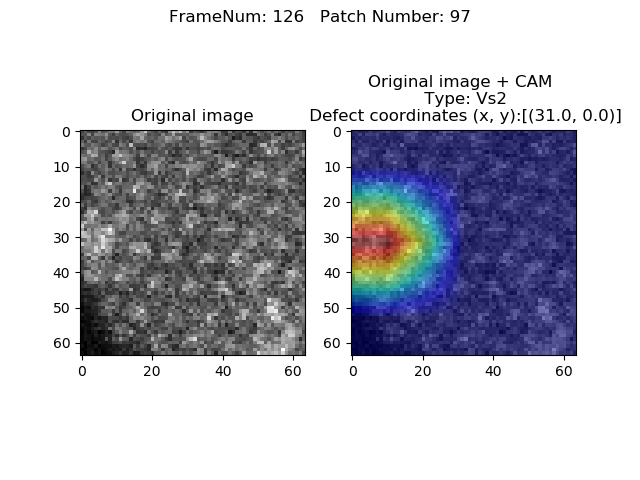 FrameNum: 126   Patch Number: 97
Original image
Original image + CAM
Type: Vs2
Defect coordinates (x, y):[(31.0, 0.0)]
0
10
20
30
40
50
60
0 20 40 60
0
10
20
30
40
50
60
0 20 40 60